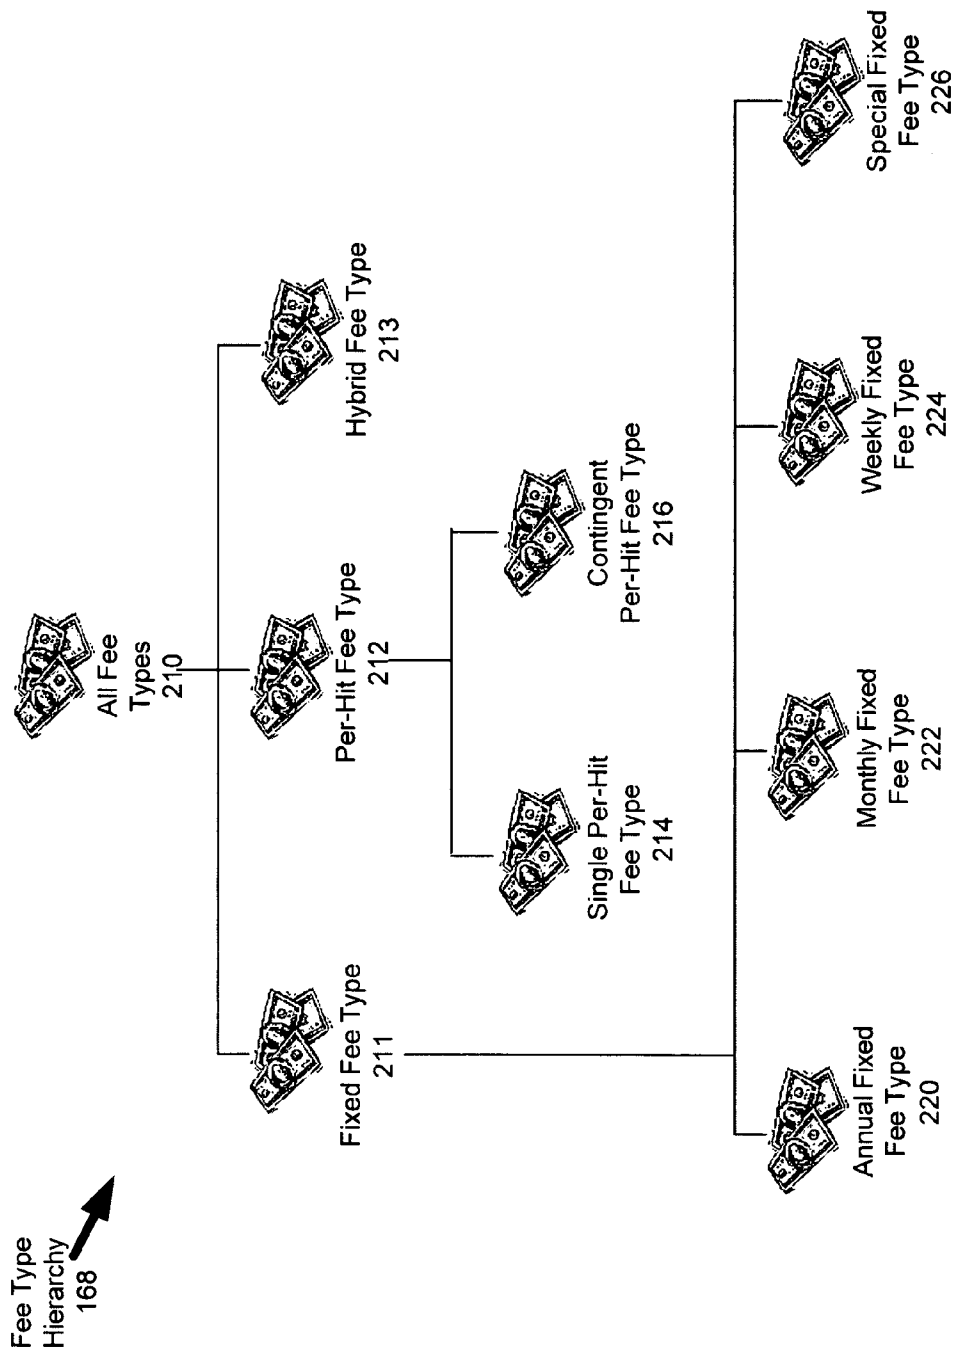 Fee Type
Hierarchy
168
All Fee
Types
210
Fixed Fee Type
211
Per-Hit Fee Type
212
Hybrid Fee Type
213
Single Per-Hit
Fee Type
214
Contingent
Per-Hit Fee Type
216
Annual Fixed
Fee Type
220
Monthly Fixed
Fee Type
222
Weekly Fixed
Fee Type
224
Special Fixed
Fee Type
226